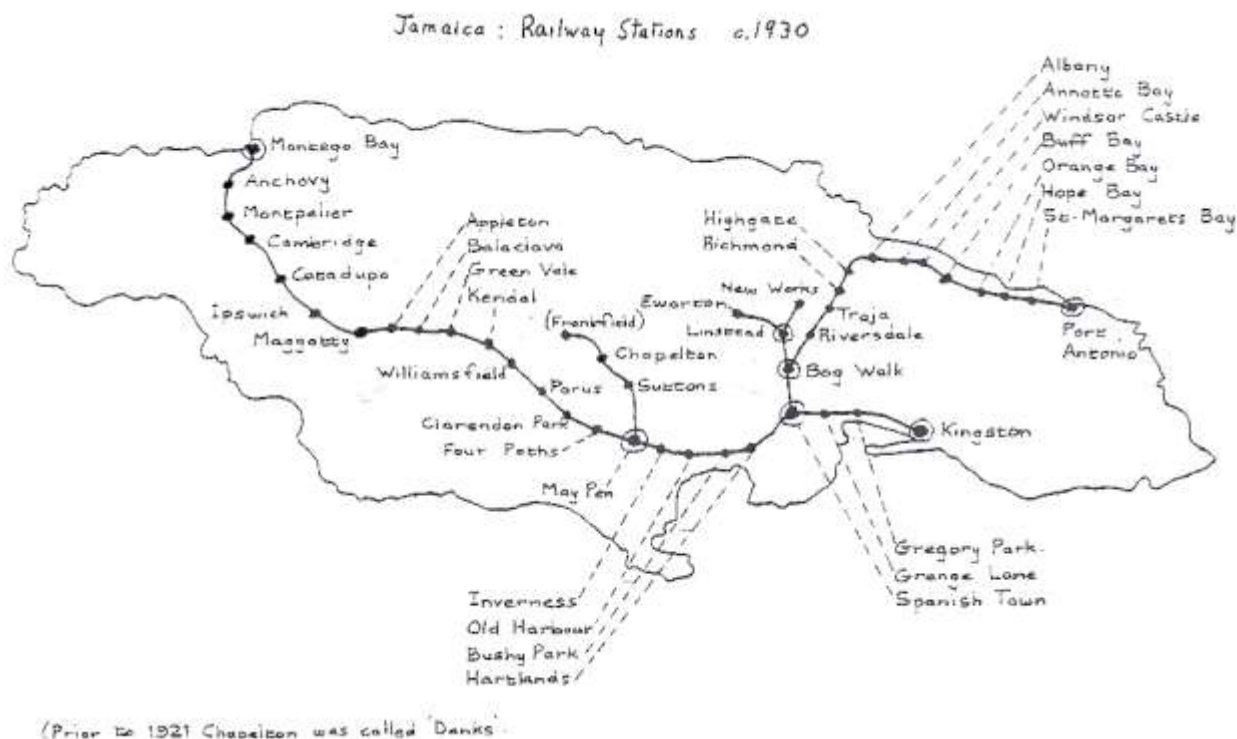 Jamaica : Railway Stations c.1930
Albany
Annotto Bay
Windsor Castle
Buff Bay
Orange Bay
Hope Bay
St-Margarets Bay
Montego Bay
Anchovy
Montpelier
Cambridge
Catadupa
Ipswich
Maggotty
Appleton
Balaclava
Green Vale
Kendal
Williamsfield
Porus
Clarendon Park
Four Paths
May Pen
(Frankfield)
Chapelton
Suttons
Highgate
Richmond
New Works
Ewarton
Linstead
Troja
Riversdale
Bog Walk
Port
Antonio
Kingston
Gregory Park
Grange Lane
Spanish Town
Inverness
Old Harbour
Bushy Park
Hartlands
(Prior to 1921 Chapelton was called 'Danks'.